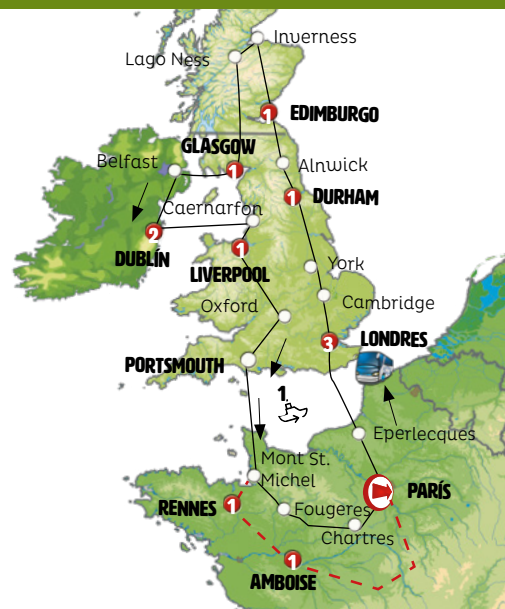 Inverness
Lago Ness
1 EDIMBURGO
GLASGOW
1
Belfast
Alnwick
1 DURHAM
Caernarfon
2
DUBLÍN
1
LIVERPOOL
York
Cambridge
Oxford
3 LONDRES
PORTSMOUTH
1.
Eperlecques
Mont St.
Michel
PARÍS
RENNES
1
Fougeres
Chartres
1
AMBOISE